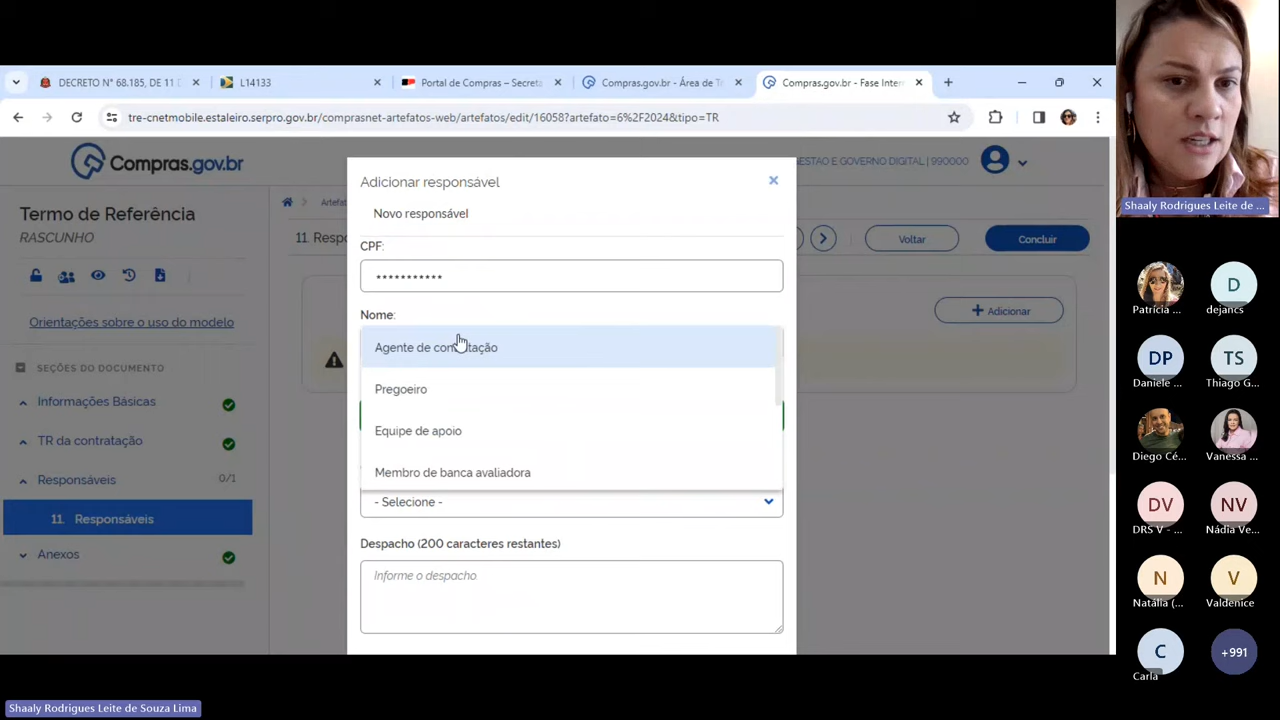 DECRETO N° 68.185, DE 11
L14133
Portal de Compras – Secreta
Compras.gov.br - Área de T
Compras.gov.br - Fase Inter
tre-cnetmobile.estaleiro.serpro.gov.br/comprasnet-artefatos-web/artefatos/edit/16058?artefato=6%2F2024&tipo=TR
Compras.gov.br
GESTAO E GOVERNO DIGITAL | 990000
Termo de Referência
RASCUNHO
Orientações sobre o uso do modelo
SEÇÕES DO DOCUMENTO
Informações Básicas
TR da contratação
Responsáveis 0/1
11. Responsáveis
Anexos
Artefat
11. Respo
Voltar
Concluir
Adicionar
Adicionar responsável
Novo responsável
CPF:
***********
Nome:
Agente de contratação
Pregoeiro
Equipe de apoio
Membro de banca avaliadora
- Selecione -
Despacho (200 caracteres restantes)
Informe o despacho
Shaaly Rodrigues Leite de ...
Patrícia ...
D
dejancs
DP
Daniele ...
TS
Thiago G...
Diego Cé...
Vanessa ...
DV
DRS V - ...
NV
Nádia Ve...
N
Natália (...
V
Valdenice
C
Carla
+991
Shaaly Rodrigues Leite de Souza Lima